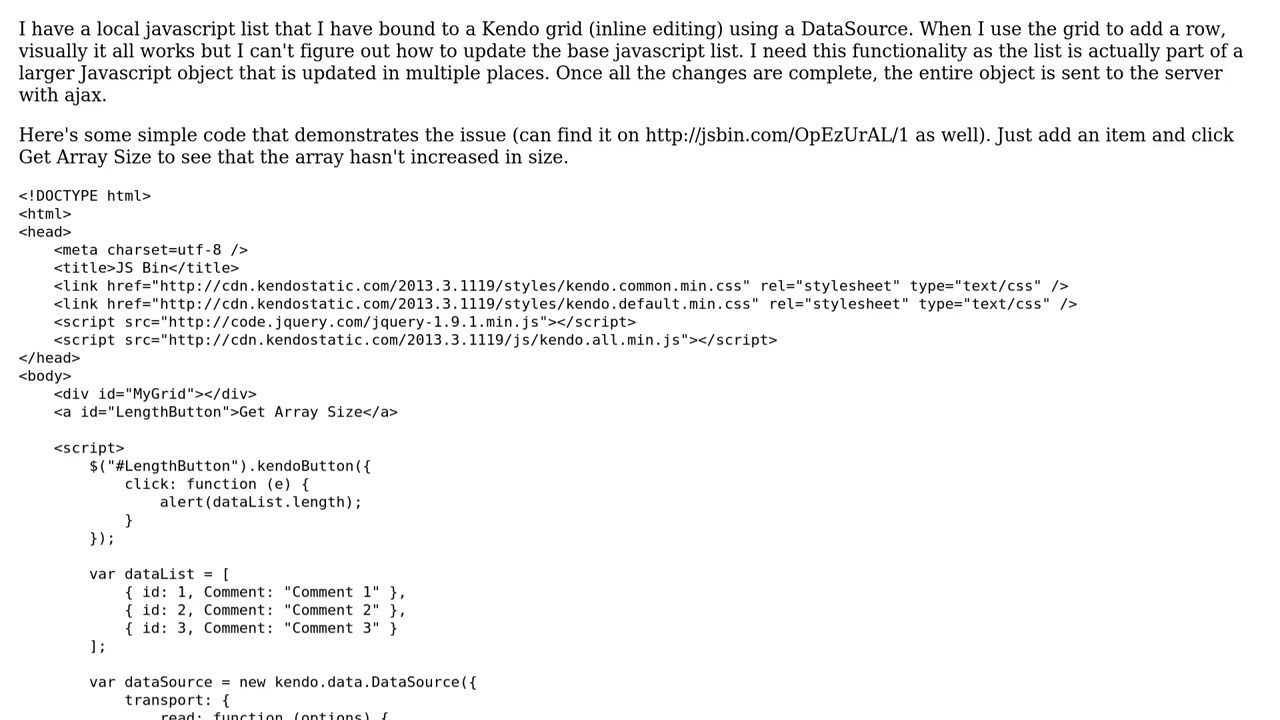 I have a local javascript list that I have bound to a Kendo grid (inline editing) using a DataSource. When I use the grid to add a row,
visually it all works but I can't figure out how to update the base javascript list. I need this functionality as the list is actually part of a
larger Javascript object that is updated in multiple places. Once all the changes are complete, the entire object is sent to the server
with ajax.
Here's some simple code that demonstrates the issue (can find it on http://jsbin.com/OpEzUrAL/1 as well). Just add an item and click
Get Array Size to see that the array hasn't increased in size.
<!DOCTYPE html>
<html>
<head>
    <meta charset=utf-8 />
    <title>JS Bin</title>
    <link href="http://cdn.kendostatic.com/2013.3.1119/styles/kendo.common.min.css" rel="stylesheet" type="text/css" />
    <link href="http://cdn.kendostatic.com/2013.3.1119/styles/kendo.default.min.css" rel="stylesheet" type="text/css" />
    <script src="http://code.jquery.com/jquery-1.9.1.min.js"></script>
    <script src="http://cdn.kendostatic.com/2013.3.1119/js/kendo.all.min.js"></script>
</head>
<body>
    <div id="MyGrid"></div>
    <a id="LengthButton">Get Array Size</a>
    <script>
        $("#LengthButton").kendoButton({
            click: function (e) {
                alert(dataList.length);
            }
        });
        var dataList = [
            { id: 1, Comment: "Comment 1" },
            { id: 2, Comment: "Comment 2" },
            { id: 3, Comment: "Comment 3" }
        ];
        var dataSource = new kendo.data.DataSource({
            transport: {
                read: function (options) {